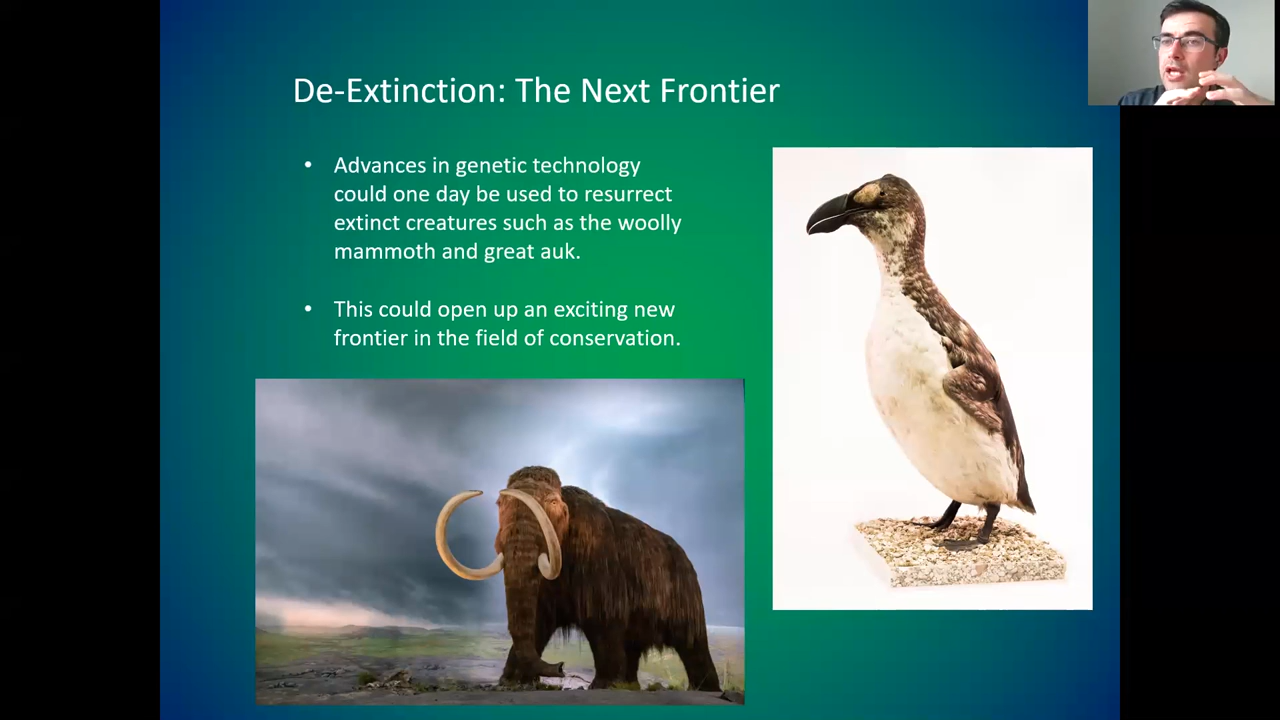 De-Extinction: The Next Frontier
• Advances in genetic technology
could one day be used to resurrect
extinct creatures such as the woolly
mammoth and great auk.
• This could open up an exciting new
frontier in the field of conservation.